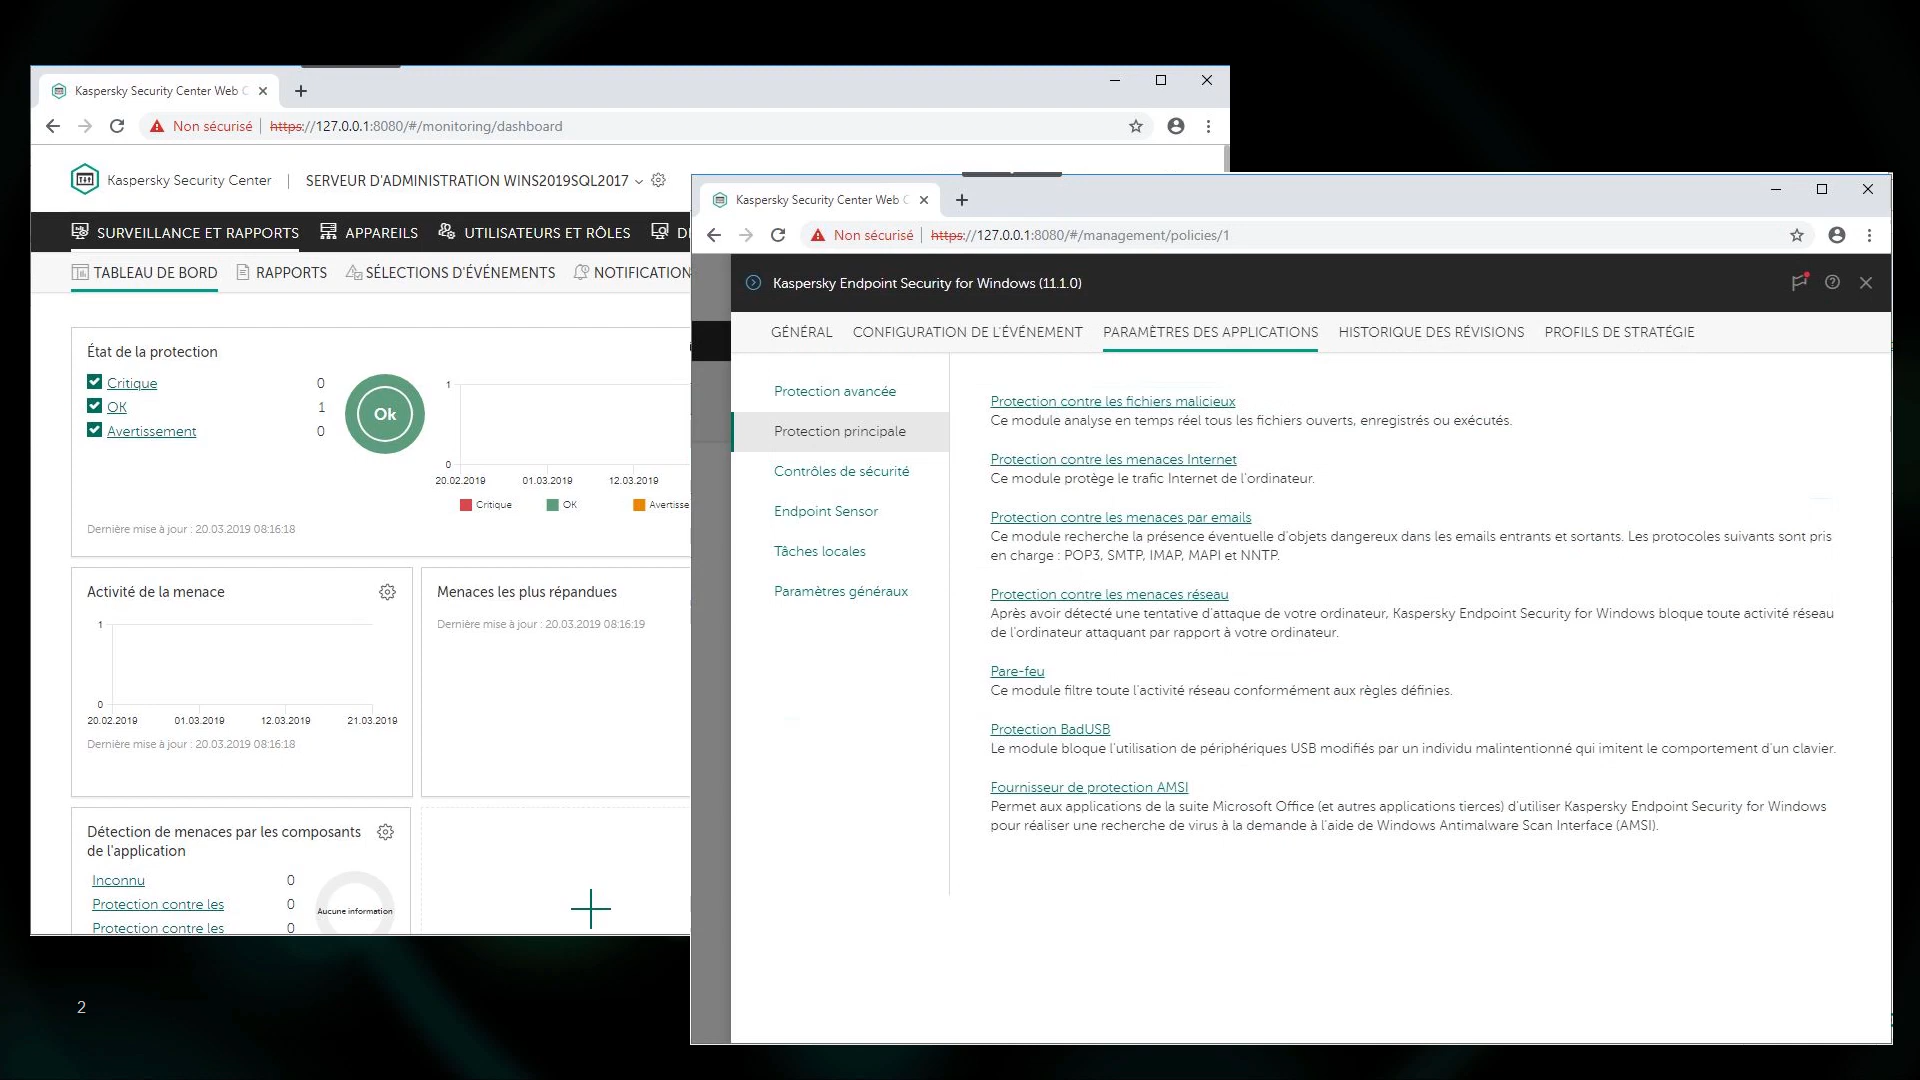 Kaspersky Security Center Web C
Non sécurisé
https://127.0.0.1:8080/#/monitoring/dashboard
Kaspersky Security Center | SERVEUR D'ADMINISTRATION WINS2019SQL2017
SURVEILLANCE ET RAPPORTS APPAREILS UTILISATEURS ET RÔLES
TABLEAU DE BORD RAPPORTS SÉLECTIONS D'ÉVÉNEMENTS NOTIFICATION
État de la protection
Critique 0
OK 1
Avertissement 0
Ok
1
0
20.02.2019 01.03.2019 12.03.2019
Critique OK Avertisse
Dernière mise à jour : 20.03.2019 08:16:18
Activité de la menace
1
0
20.02.2019 01.03.2019 12.03.2019 21.03.2019
Dernière mise à jour : 20.03.2019 08:16:18
Menaces les plus répandues
Dernière mise à jour : 20.03.2019 08:16:19
Détection de menaces par les composants
de l'application
Inconnu 0
Protection contre les 0
Protection contre les 0
Aucune information
Kaspersky Security Center Web C
Non sécurisé
https://127.0.0.1:8080/#/management/policies/1
Kaspersky Endpoint Security for Windows (11.1.0)
GÉNÉRAL CONFIGURATION DE L'ÉVÉNEMENT PARAMÈTRES DES APPLICATIONS HISTORIQUE DES RÉVISIONS PROFILS DE STRATÉGIE
Protection avancée
Protection principale
Contrôles de sécurité
Endpoint Sensor
Tâches locales
Paramètres généraux
Protection contre les fichiers malicieux
Ce module analyse en temps réel tous les fichiers ouverts, enregistrés ou exécutés.
Protection contre les menaces Internet
Ce module protège le trafic Internet de l'ordinateur.
Protection contre les menaces par emails
Ce module recherche la présence éventuelle d'objets dangereux dans les emails entrants et sortants. Les protocoles suivants sont pris
en charge : POP3, SMTP, IMAP, MAPI et NNTP.
Protection contre les menaces réseau
Après avoir détecté une tentative d'attaque de votre ordinateur, Kaspersky Endpoint Security for Windows bloque toute activité réseau
de l'ordinateur attaquant par rapport à votre ordinateur.
Pare-feu
Ce module filtre toute l'activité réseau conformément aux règles définies.
Protection BadUSB
Le module bloque l'utilisation de périphériques USB modifiés par un individu malintentionné qui imitent le comportement d'un clavier.
Fournisseur de protection AMSI
Permet aux applications de la suite Microsoft Office (et autres applications tierces) d'utiliser Kaspersky Endpoint Security for Windows
pour réaliser une recherche de virus à la demande à l'aide de Windows Antimalware Scan Interface (AMSI).
2